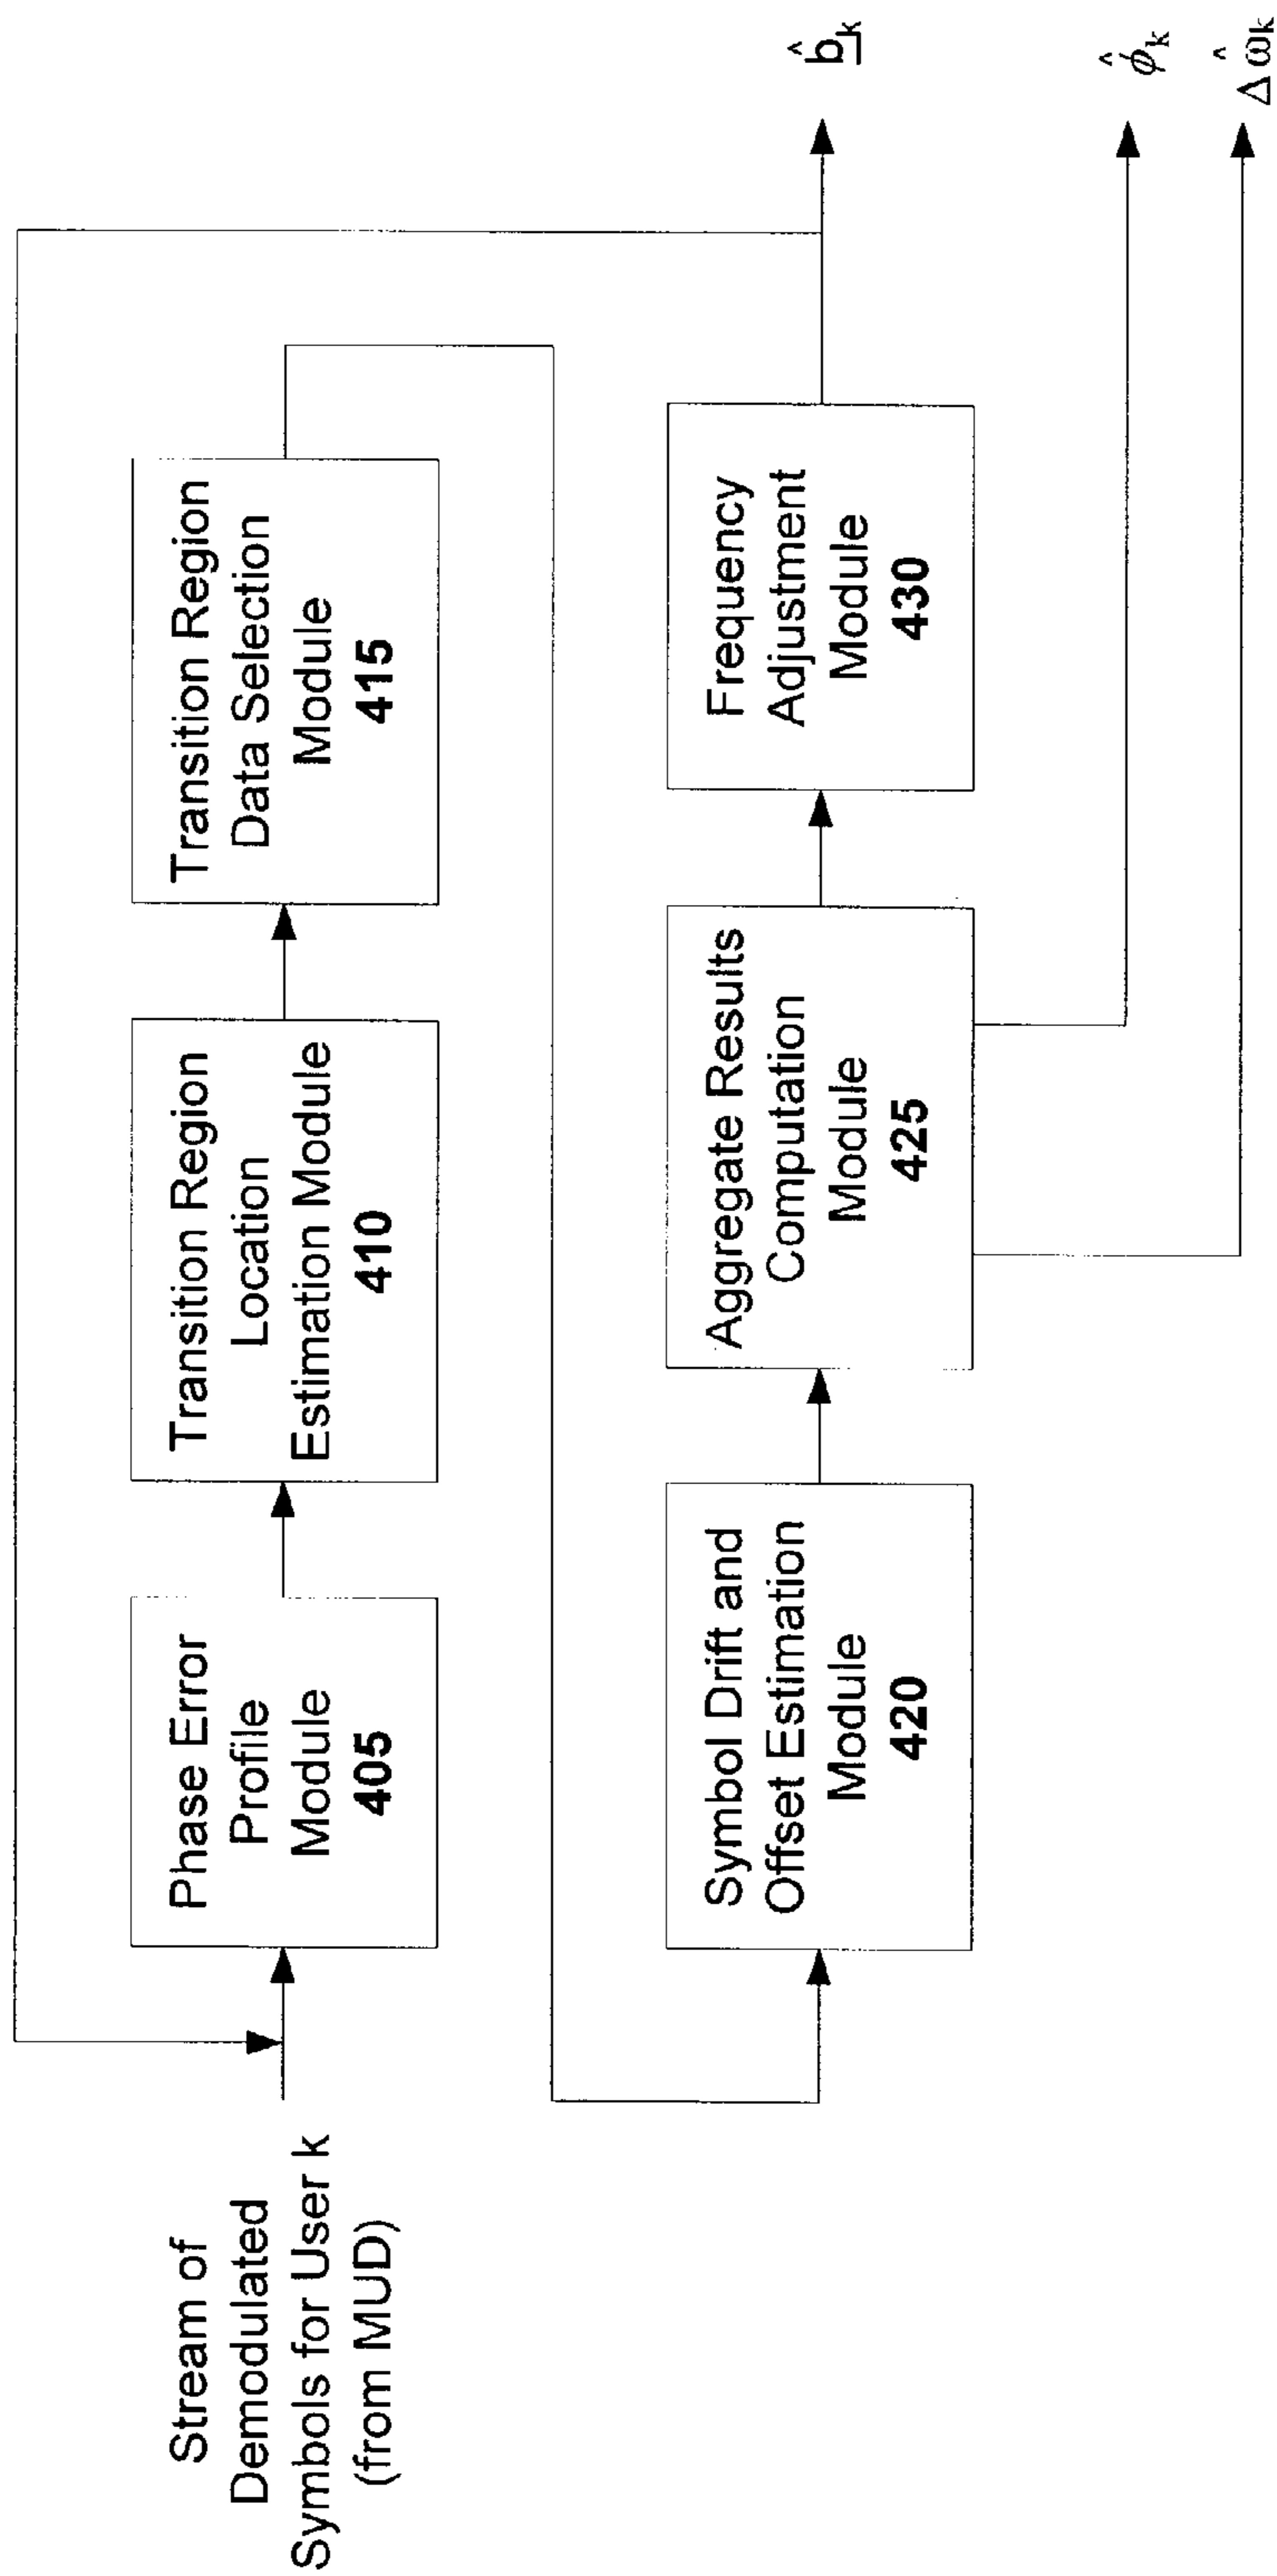 Stream of
Demodulated
Symbols for User k
(from MUD)
Phase Error
Profile
Module
405
Transition Region
Location
Estimation Module
410
Transition Region
Data Selection
Module
415
Symbol Drift and
Offset Estimation
Module
420
Aggregate Results
Computation
Module
425
Frequency
Adjustment
Module
430
b̂k
ϕ̂k
Δω̂k